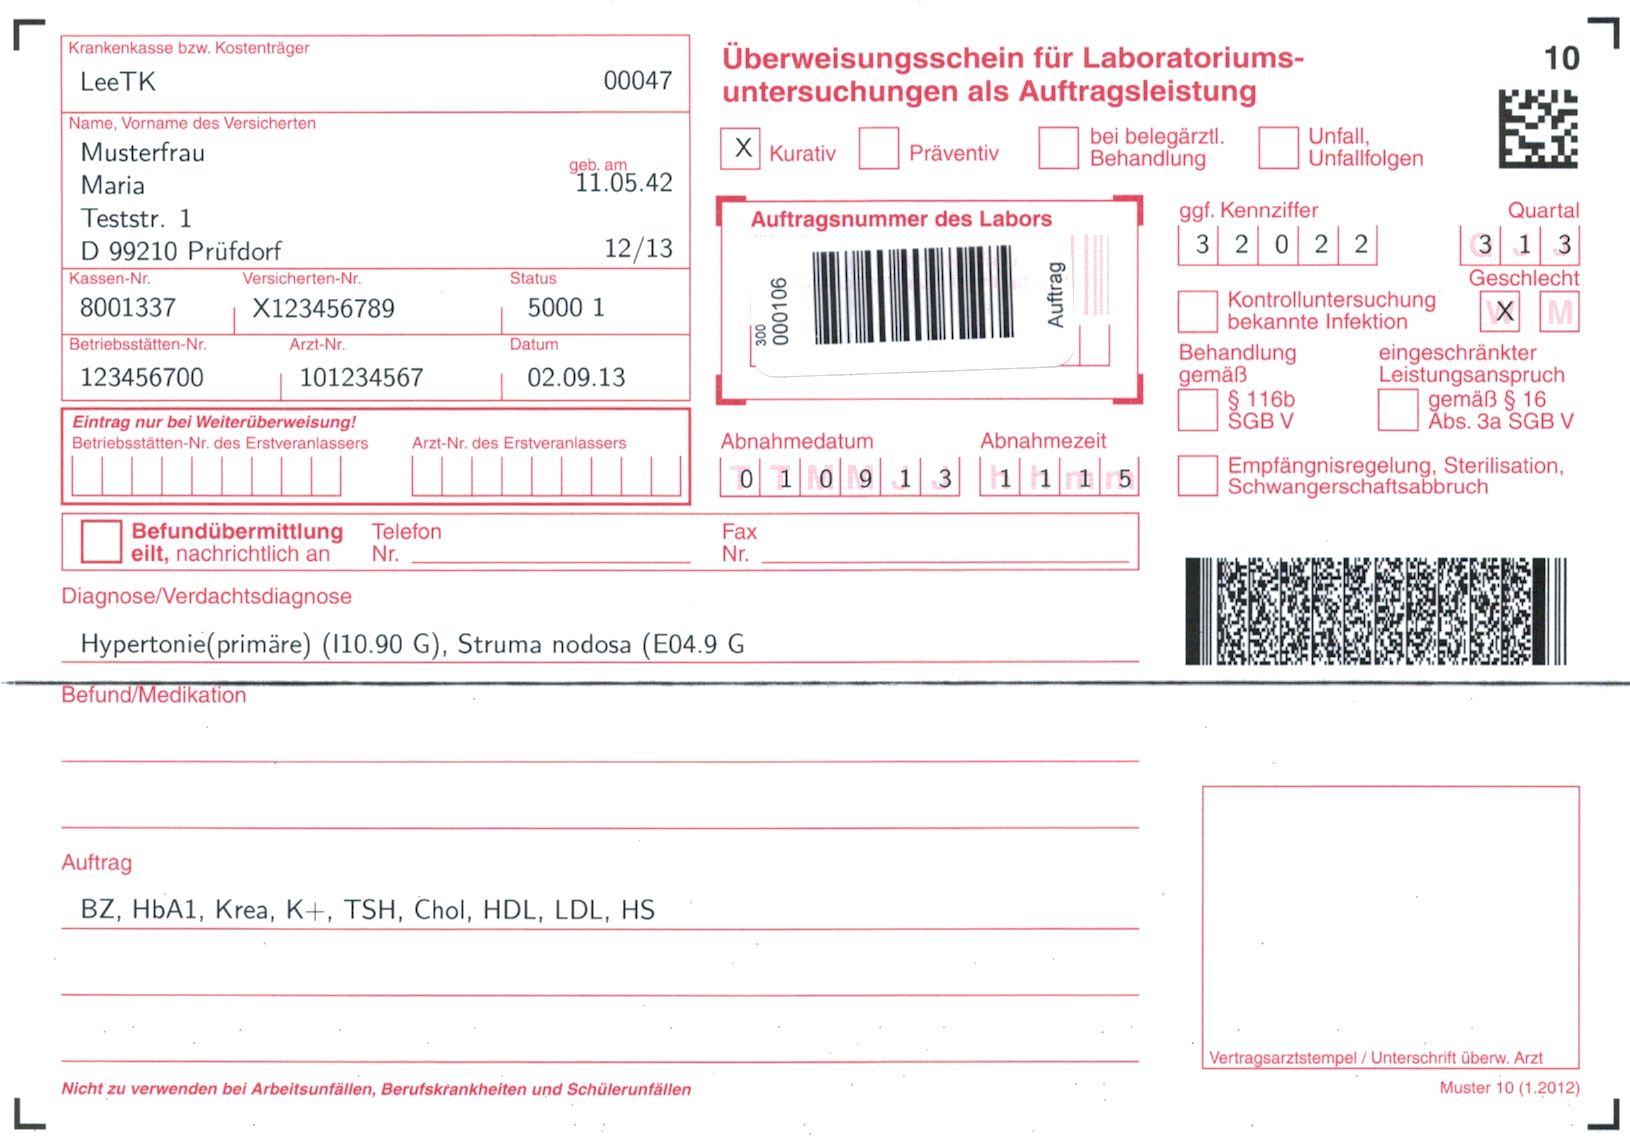 Krankenkasse bzw. Kostenträger
LeeTK 00047
Name, Vorname des Versicherten
Musterfrau
geb. am
Maria 11.05.42
Teststr. 1
D 99210 Prüfdorf 12/13
Kassen-Nr. Versicherten-Nr. Status
8001337 X123456789 5000 1
Betriebsstätten-Nr. Arzt-Nr. Datum
123456700 101234567 02.09.13
Eintrag nur bei Weiterüberweisung!
Betriebsstätten-Nr. des Erstveranlassers Arzt-Nr. des Erstveranlassers
Überweisungsschein für Laboratoriums-
untersuchungen als Auftragsleistung
10
X Kurativ Präventiv bei belegärztl. Behandlung Unfall, Unfallfolgen
Auftragsnummer des Labors
300
000106
Auftrag
ggf. Kennziffer Quartal
3 2 0 2 2 3 1 3
Geschlecht
X M
Kontrolluntersuchung
bekannte Infektion
Behandlung
gemäß
§ 116b
SGB V
eingeschränkter
Leistungsanspruch
gemäß § 16
Abs. 3a SGB V
Abnahmedatum Abnahmezeit
0 1 0 9 1 3 1 1 1 5
Empfängnisregelung, Sterilisation,
Schwangerschaftsabbruch
Befundübermittlung
eilt, nachrichtlich an
Telefon
Nr.
Fax
Nr.
Diagnose/Verdachtsdiagnose
Hypertonie(primäre) (I10.90 G), Struma nodosa (E04.9 G
Befund/Medikation
Auftrag
BZ, HbA1, Krea, K+, TSH, Chol, HDL, LDL, HS
Vertragsarztstempel / Unterschrift überw. Arzt
Nicht zu verwenden bei Arbeitsunfällen, Berufskrankheiten und Schülerunfällen
Muster 10 (1.2012)